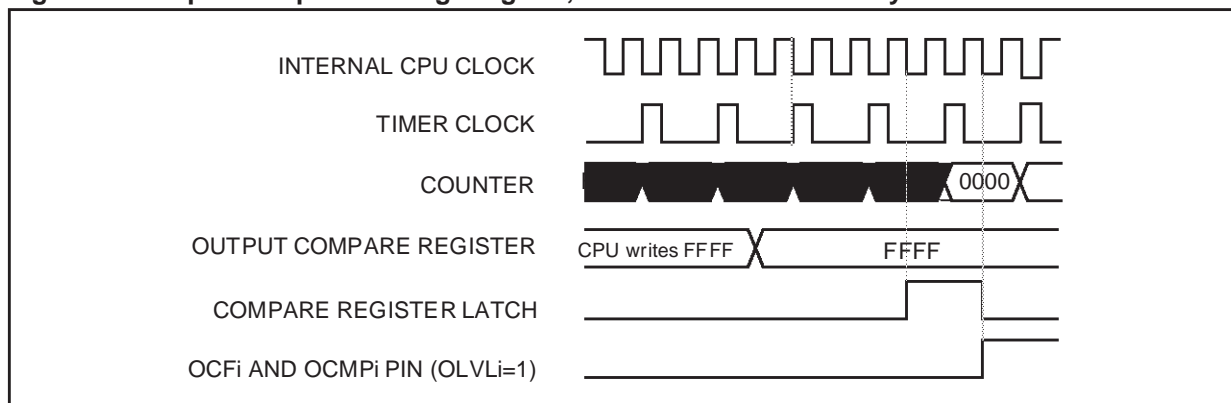 INTERNAL CPU CLOCK
TIMER CLOCK
COUNTER
0000
OUTPUT COMPARE REGISTER
CPU writes FFFF
FFFF
COMPARE REGISTER LATCH
OCFi AND OCMPi PIN (OLVLi=1)